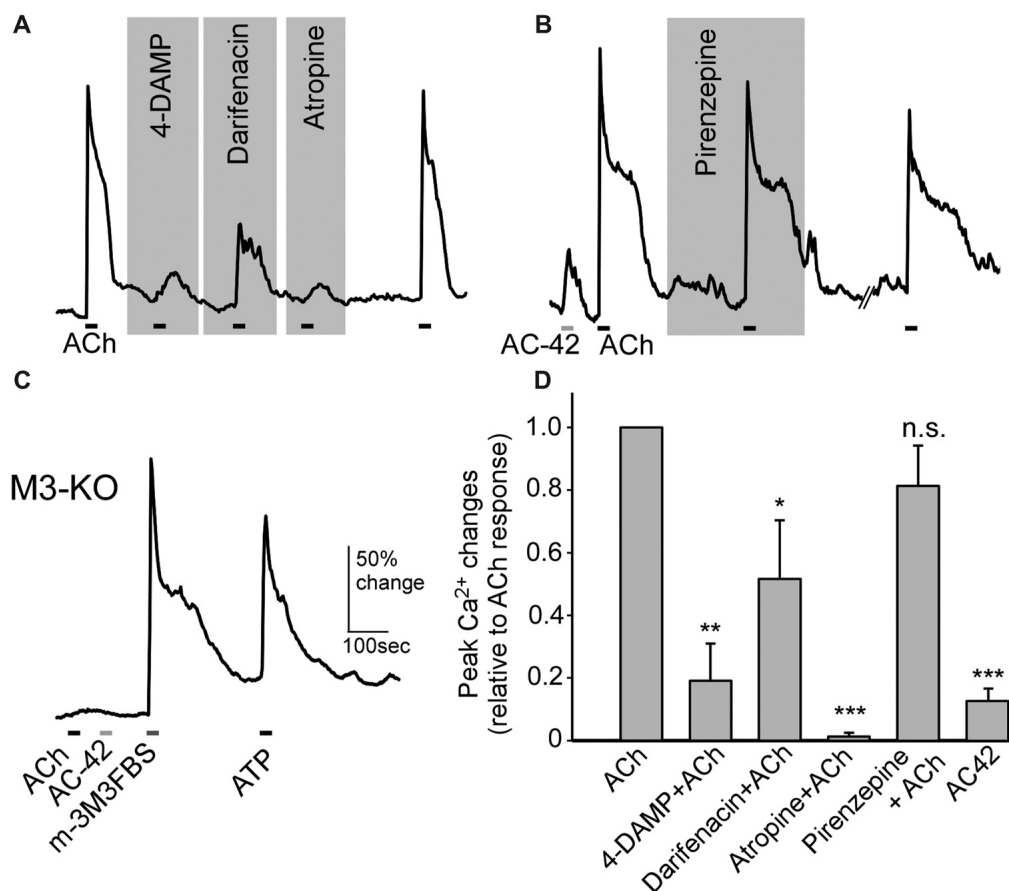 A
4-DAMP
Darifenacin
Atropine
ACh
B
Pirenzepine
AC-42
ACh
C
M3-KO
50%
change
100sec
ACh
AC-42
m-3M3FBS
ATP
D
Peak Ca²⁺ changes
(relative to ACh response)
1.0
0.8
0.6
0.4
0.2
0
**
*
***
n.s.
***
ACh
4-DAMP+ACh
Darifenacin+ACh
Atropine+ACh
Pirenzepine
+ ACh
AC42